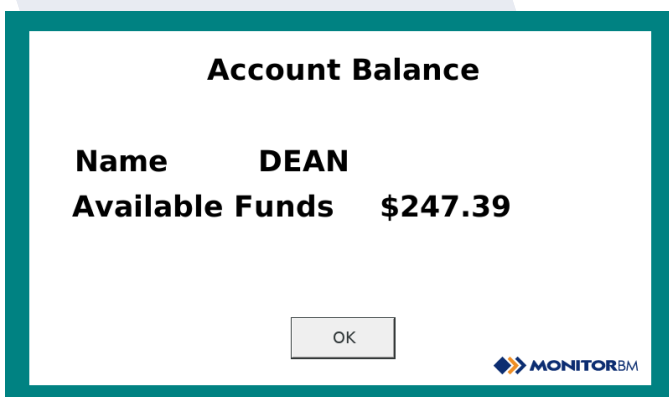 Account Balance
Name DEAN
Available Funds $247.39
OK
MONITORBM